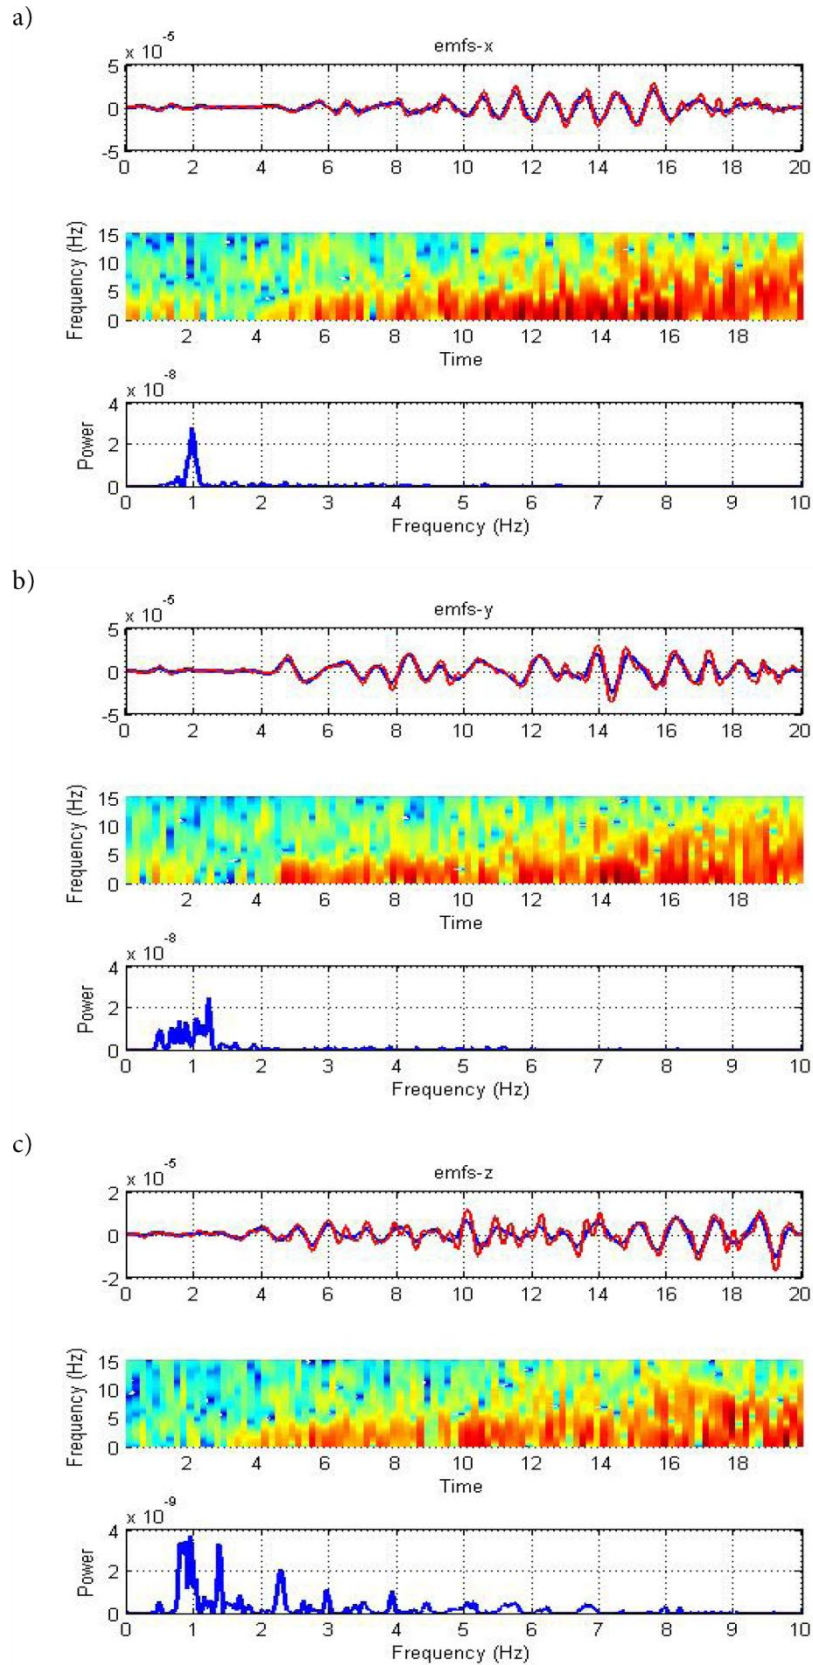 a)
x 10 -5
emfs-x
5
0
-5
0 2 4 6 8 10 12 14 16 18 20
Frequency (Hz)
15
10
5
0
2 4 6 8 10 12 14 16 18
Time
x 10 -8
Power
4
2
0
0 1 2 3 4 5 6 7 8 9 10
Frequency (Hz)
b)
x 10 -5
emfs-y
5
0
-5
0 2 4 6 8 10 12 14 16 18 20
Frequency (Hz)
15
10
5
0
2 4 6 8 10 12 14 16 18
Time
x 10 -8
Power
4
2
0
0 1 2 3 4 5 6 7 8 9 10
Frequency (Hz)
c)
x 10 -5
emfs-z
2
0
-2
0 2 4 6 8 10 12 14 16 18 20
Frequency (Hz)
15
10
5
0
2 4 6 8 10 12 14 16 18
Time
x 10 -9
Power
4
2
0
0 1 2 3 4 5 6 7 8 9 10
Frequency (Hz)